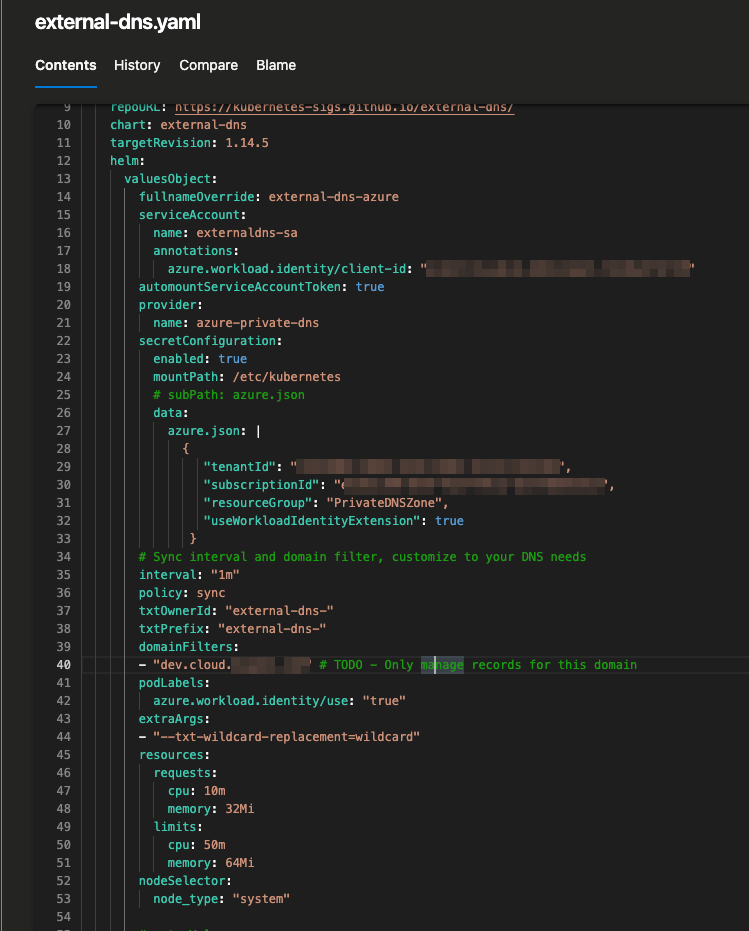 external-dns.yaml
Contents History Compare Blame
9 repoURL: https://kubernetes-sigs.github.io/external-dns/
10 chart: external-dns
11 targetRevision: 1.14.5
12 helm:
13 valuesObject:
14 fullnameOverride: external-dns-azure
15 serviceAccount:
16 name: externaldns-sa
17 annotations:
18 azure.workload.identity/client-id: "
19 automountServiceAccountToken: true
20 provider:
21 name: azure-private-dns
22 secretConfiguration:
23 enabled: true
24 mountPath: /etc/kubernetes
25 # subPath: azure.json
26 data:
27 azure.json: |
28 {
29 "tenantId": "",
30 "subscriptionId": "e",
31 "resourceGroup": "PrivateDNSZone",
32 "useWorkloadIdentityExtension": true
33 }
34 # Sync interval and domain filter, customize to your DNS needs
35 interval: "1m"
36 policy: sync
37 txtOwnerId: "external-dns-"
38 txtPrefix: "external-dns-"
39 domainFilters:
40 - "dev.cloud." # TODO - Only manage records for this domain
41 podLabels:
42 azure.workload.identity/use: "true"
43 extraArgs:
44 - "--txt-wildcard-replacement=wildcard"
45 resources:
46 requests:
47 cpu: 10m
48 memory: 32Mi
49 limits:
50 cpu: 50m
51 memory: 64Mi
52 nodeSelector:
53 node_type: "system"
54